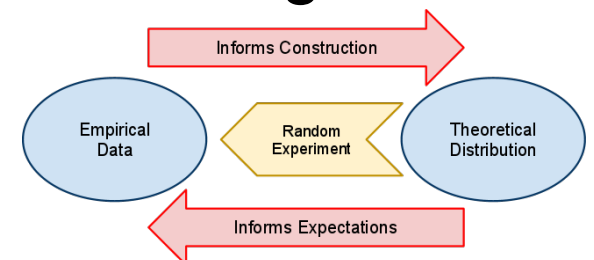 Informs Construction
Empirical
Data
Random
Experiment
Theoretical
Distribution
Informs Expectations